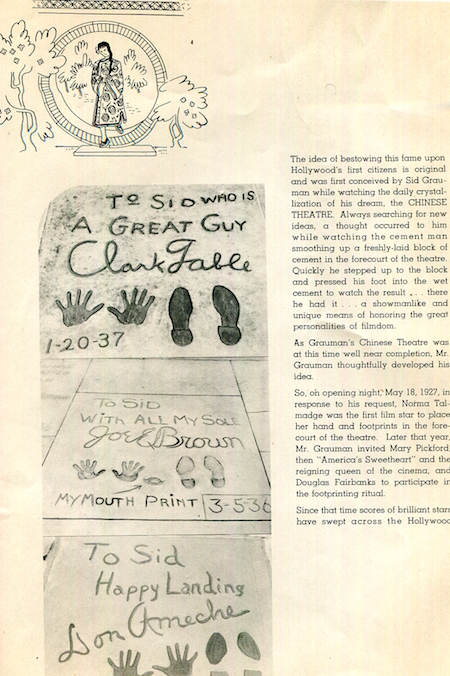 To SID WHO IS
A GREAT GUY
Clark Gable
1-20-37
To SID
With ALL My SOLE
Joe E Brown
MY MOUTH PRINT
3-5-36
To Sid
Happy Landing
Don Ameche
The idea of bestowing this fame upon
Hollywood's first citizens is original
and was first conceived by Sid Grau-
man while watching the daily crystal-
lization of his dream, the CHINESE
THEATRE. Always searching for new
ideas, a thought occurred to him
while watching the cement man
smoothing up a freshly-laid block of
cement in the forecourt of the theatre.
Quickly he stepped up to the block
and pressed his foot into the wet
cement to watch the result . . . there
he had it . . . a showmanlike and
unique means of honoring the great
personalities of filmdom.
As Grauman's Chinese Theatre was
at this time well near completion, Mr.
Grauman thoughtfully developed his
idea.
So, on opening night, May 18, 1927, in
response to his request, Norma Tal-
madge was the first film star to place
her hand and footprints in the fore-
court of the theatre. Later that year,
Mr. Grauman invited Mary Pickford,
then "America's Sweetheart" and the
reigning queen of the cinema, and
Douglas Fairbanks to participate in
the footprinting ritual.
Since that time scores of brilliant stars
have swept across the Hollywood